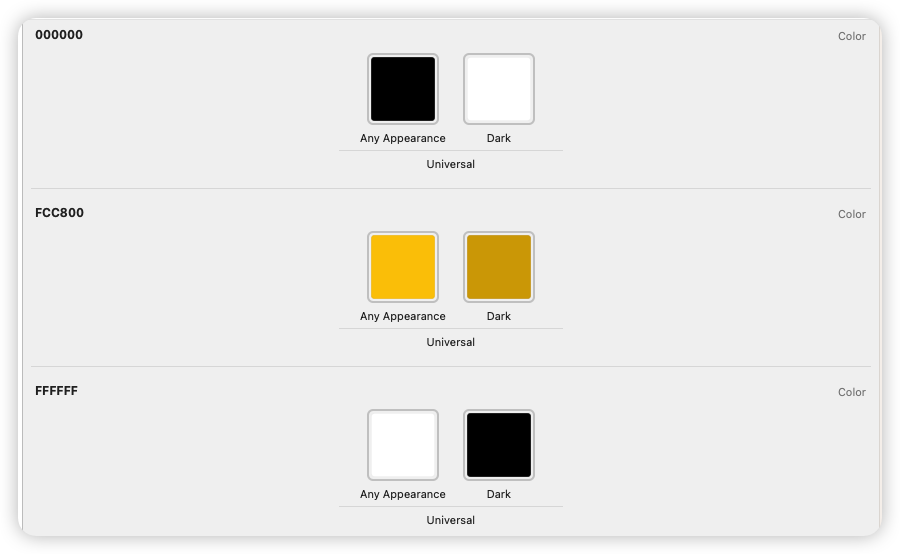 000000
Color
Any Appearance
Dark
Universal
FCC800
Color
Any Appearance
Dark
Universal
FFFFFF
Color
Any Appearance
Dark
Universal